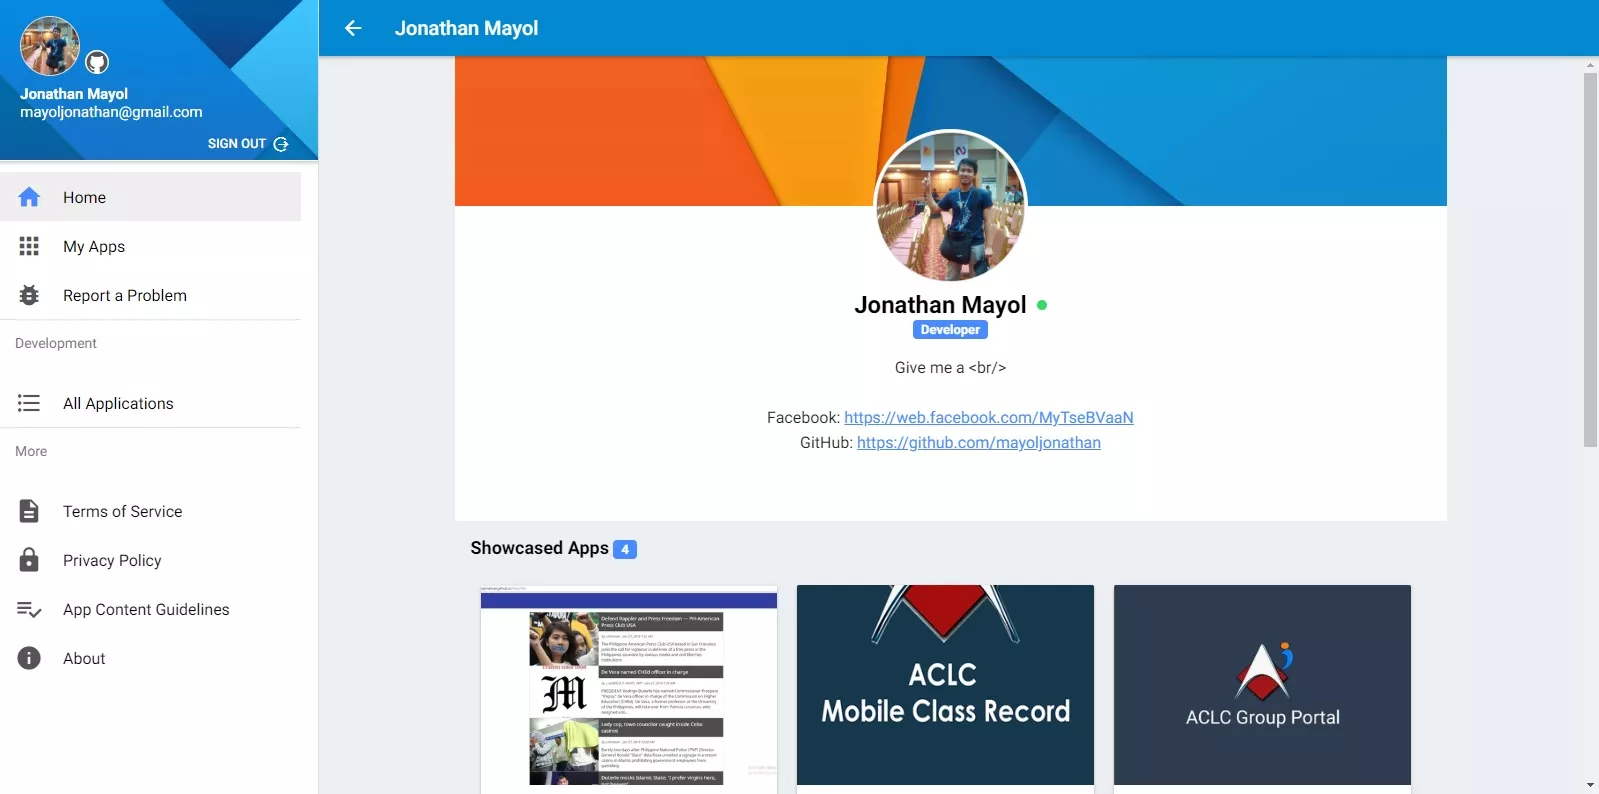 Jonathan Mayol
mayoljonathan@gmail.com
SIGN OUT
Home
My Apps
Report a Problem
Development
All Applications
More
Terms of Service
Privacy Policy
App Content Guidelines
About
Jonathan Mayol
Jonathan Mayol
Developer
Give me a <br/>
Facebook: https://web.facebook.com/MyTseBVaaN
GitHub: https://github.com/mayoljonathan
Showcased Apps 4
Defend Rappler and Press Freedom — PH-American
Press Club USA
De Vera named CHEd officer in charge
Lady cop, town councilor caught inside Cebu
casinos
Duterte mocks Islamic State: 'I prefer virgins here,
ACLC
Mobile Class Record
ACLC Group Portal